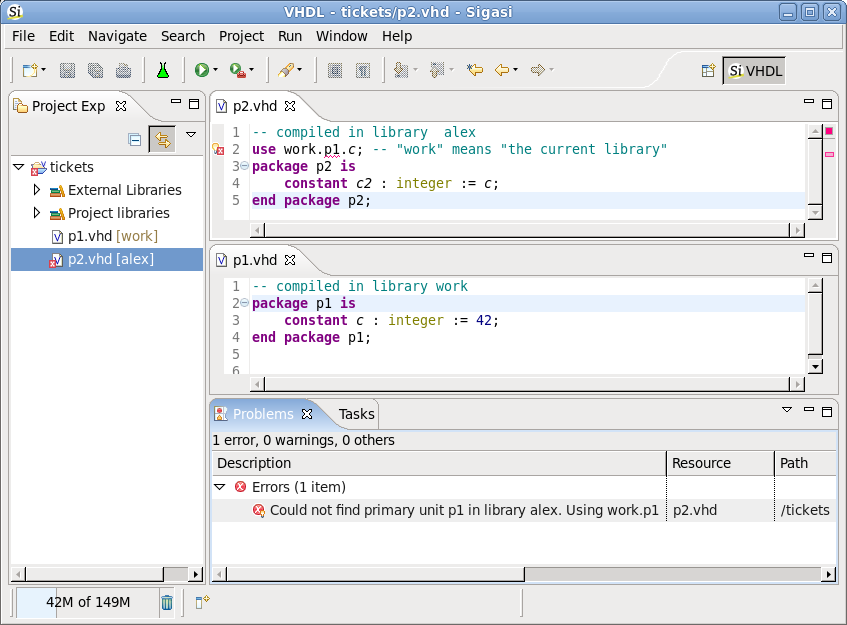 Si VHDL - tickets/p2.vhd - Sigasi
File Edit Navigate Search Project Run Window Help
Si VHDL
Project Exp
tickets
External Libraries
Project libraries
p1.vhd [work]
p2.vhd [alex]
p2.vhd
1 -- compiled in library  alex
2 use work.p1.c; -- "work" means "the current library"
3 package p2 is
4     constant c2 : integer := c;
5 end package p2;
p1.vhd
1 -- compiled in library work
2 package p1 is
3     constant c : integer := 42;
4 end package p1;
5
6
Problems Tasks
1 error, 0 warnings, 0 others
Description Resource Path
Errors (1 item)
Could not find primary unit p1 in library alex. Using work.p1 p2.vhd /tickets
42M of 149M